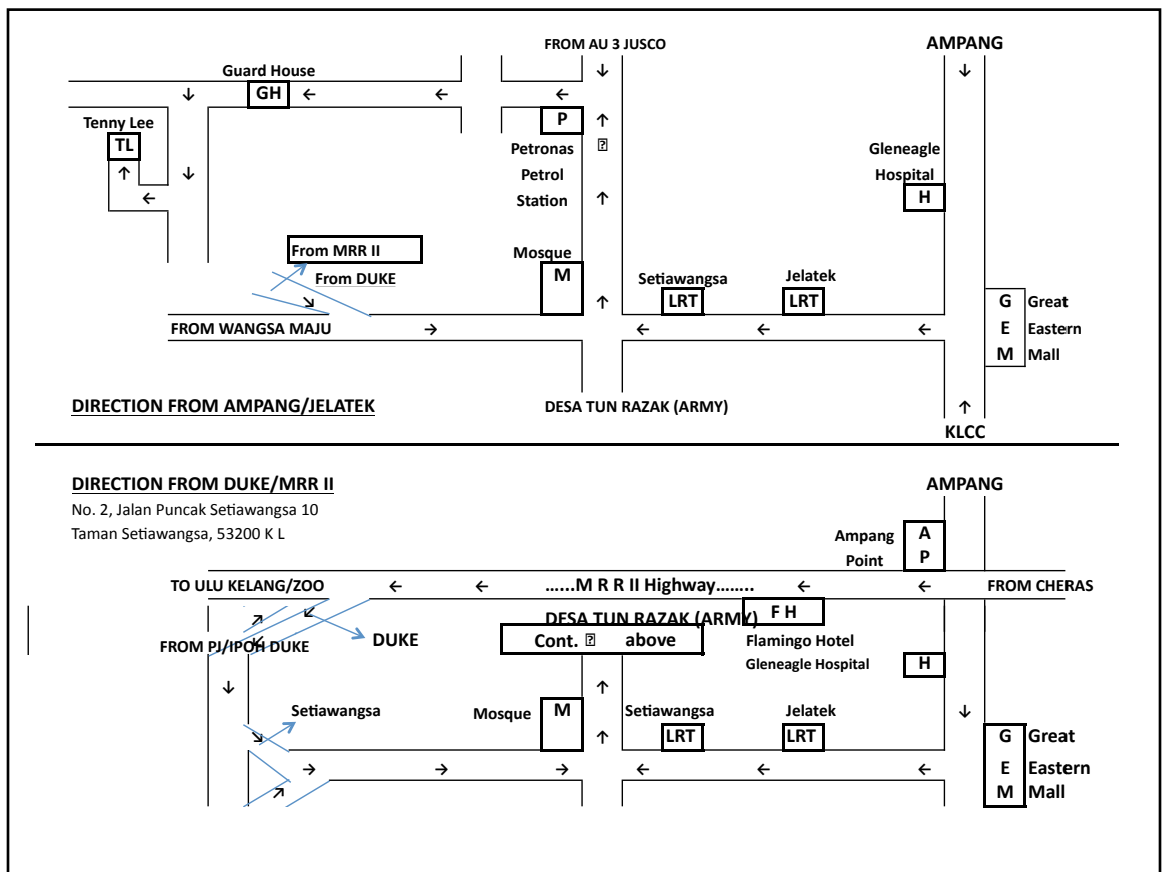 FROM AU 3 JUSCO
AMPANG
Guard House
GH
Tenny Lee
TL
P
Petronas
Petrol
Station
Gleneagle
Hospital
H
From MRR II
From DUKE
Mosque
M
Setiawangsa
LRT
Jelatek
LRT
G Great
E Eastern
M Mall
FROM WANGSA MAJU
DIRECTION FROM AMPANG/JELATEK
DESA TUN RAZAK (ARMY)
KLCC
DIRECTION FROM DUKE/MRR II
No. 2, Jalan Puncak Setiawangsa 10
Taman Setiawangsa, 53200 K L
AMPANG
Ampang
Point
A
P
TO ULU KELANG/ZOO
......M R R II Highway........
FROM CHERAS
DESA TUN RAZAK (ARMY)
F H
Flamingo Hotel
FROM PJ/IPOH DUKE
DUKE
Cont. above
Gleneagle Hospital
H
Setiawangsa
Mosque
M
Setiawangsa
LRT
Jelatek
LRT
G Great
E Eastern
M Mall